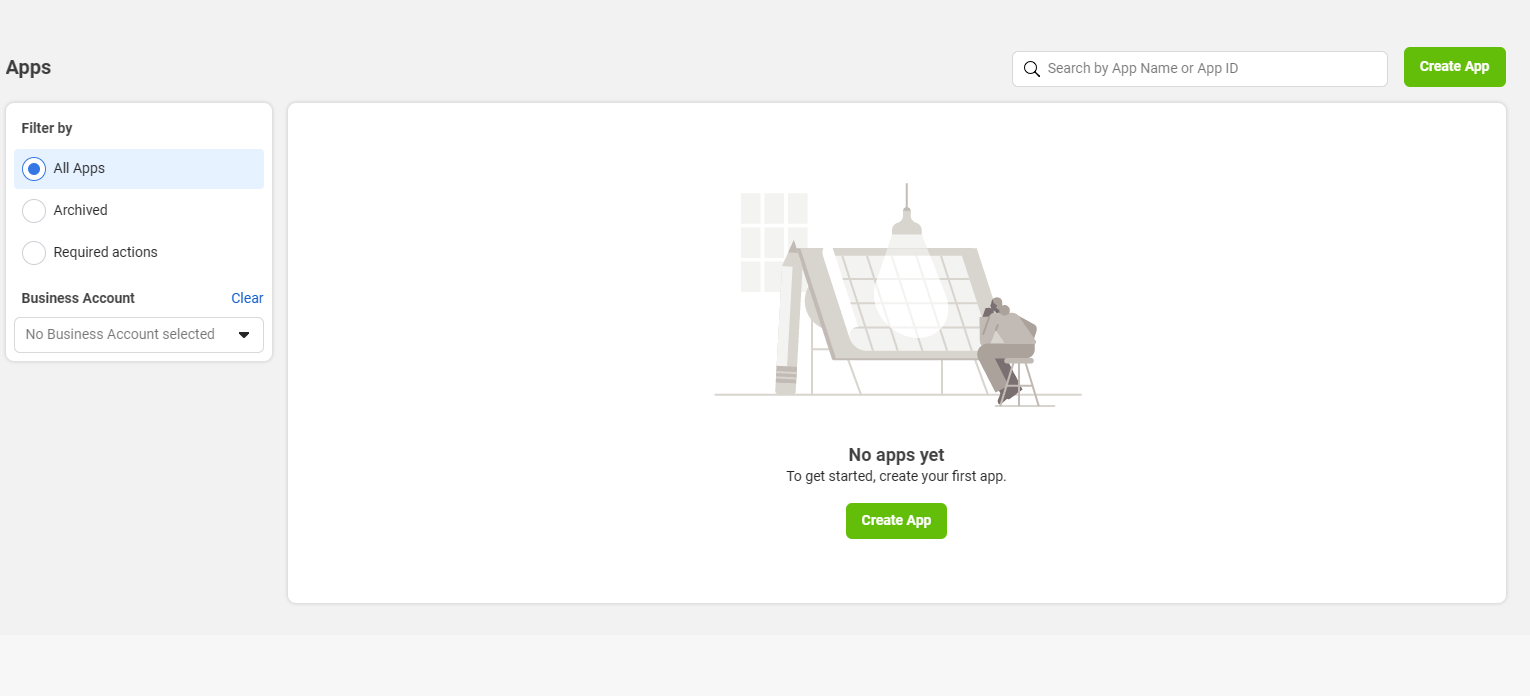 Apps
Search by App Name or App ID
Create App
Filter by
All Apps
Archived
Required actions
Business Account
Clear
No Business Account selected
No apps yet
To get started, create your first app.
Create App